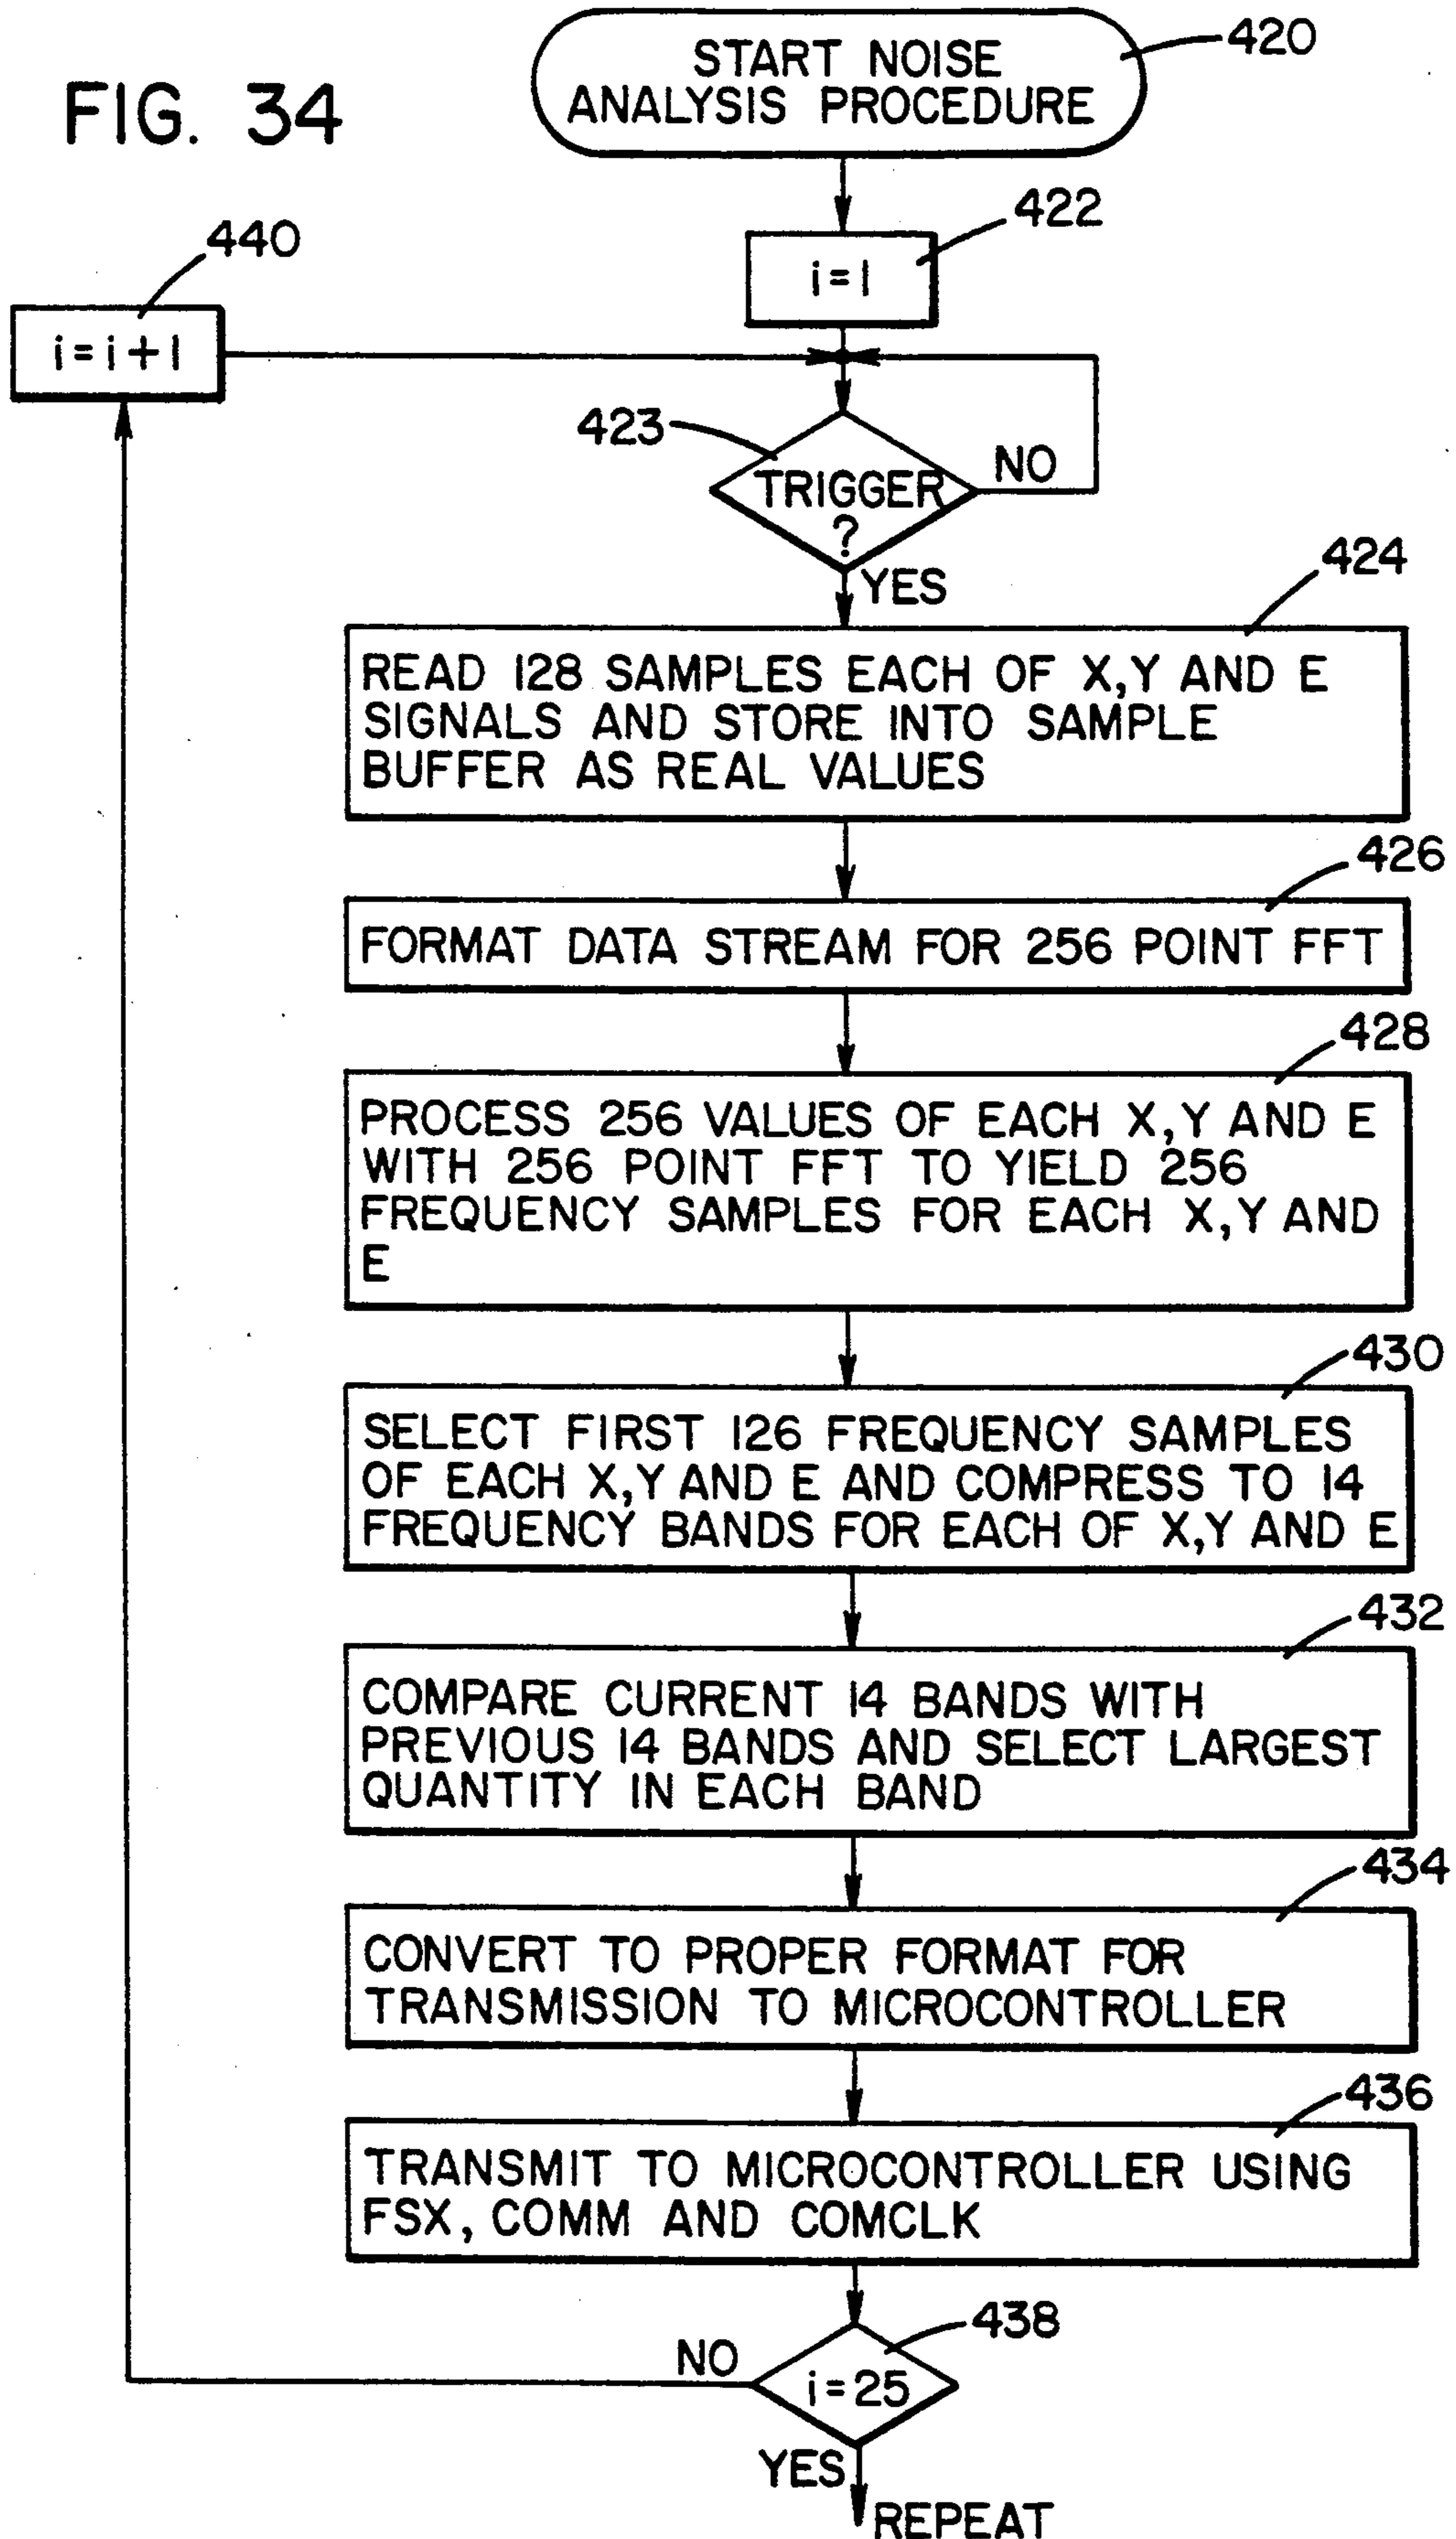 FIG. 34
START NOISE
ANALYSIS PROCEDURE
420
422
i=1
440
i=i+1
423
TRIGGER
?
NO
YES
424
READ 128 SAMPLES EACH OF X,Y AND E
SIGNALS AND STORE INTO SAMPLE
BUFFER AS REAL VALUES
426
FORMAT DATA STREAM FOR 256 POINT FFT
428
PROCESS 256 VALUES OF EACH X,Y AND E
WITH 256 POINT FFT TO YIELD 256
FREQUENCY SAMPLES FOR EACH X,Y AND
E
430
SELECT FIRST 126 FREQUENCY SAMPLES
OF EACH X,Y AND E AND COMPRESS TO 14
FREQUENCY BANDS FOR EACH OF X,Y AND E
432
COMPARE CURRENT 14 BANDS WITH
PREVIOUS 14 BANDS AND SELECT LARGEST
QUANTITY IN EACH BAND
434
CONVERT TO PROPER FORMAT FOR
TRANSMISSION TO MICROCONTROLLER
436
TRANSMIT TO MICROCONTROLLER USING
FSX, COMM AND COMCLK
438
NO
i=25
YES
REPEAT